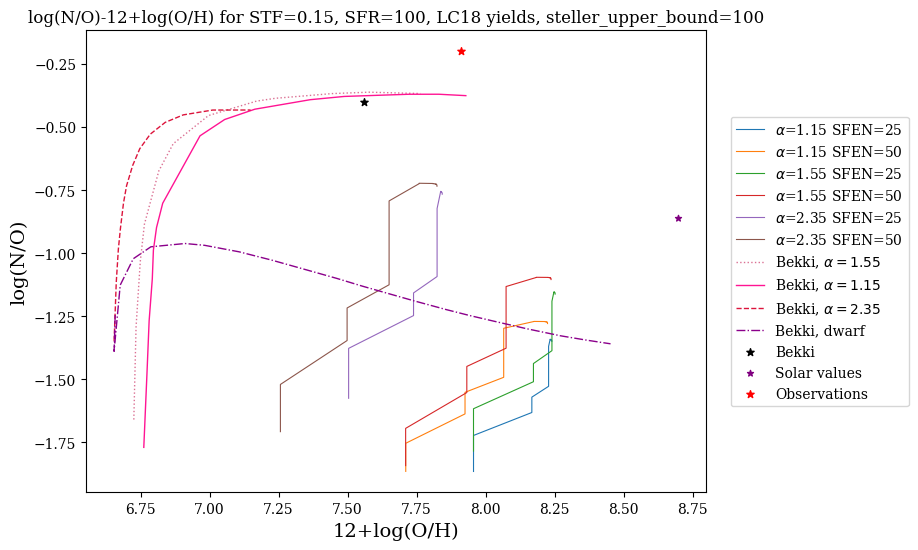 log(N/O)-12+log(O/H) for STF=0.15, SFR=100, LC18 yields, steller_upper_bound=100
−0.25
−0.50
−0.75
−1.00
−1.25
−1.50
−1.75
log(N/O)
6.75
7.00
7.25
7.50
7.75
8.00
8.25
8.50
8.75
12+log(O/H)
α=1.15 SFEN=25
α=1.15 SFEN=50
α=1.55 SFEN=25
α=1.55 SFEN=50
α=2.35 SFEN=25
α=2.35 SFEN=50
Bekki, α = 1.55
Bekki, α = 1.15
Bekki, α = 2.35
Bekki, dwarf
Bekki
Solar values
Observations